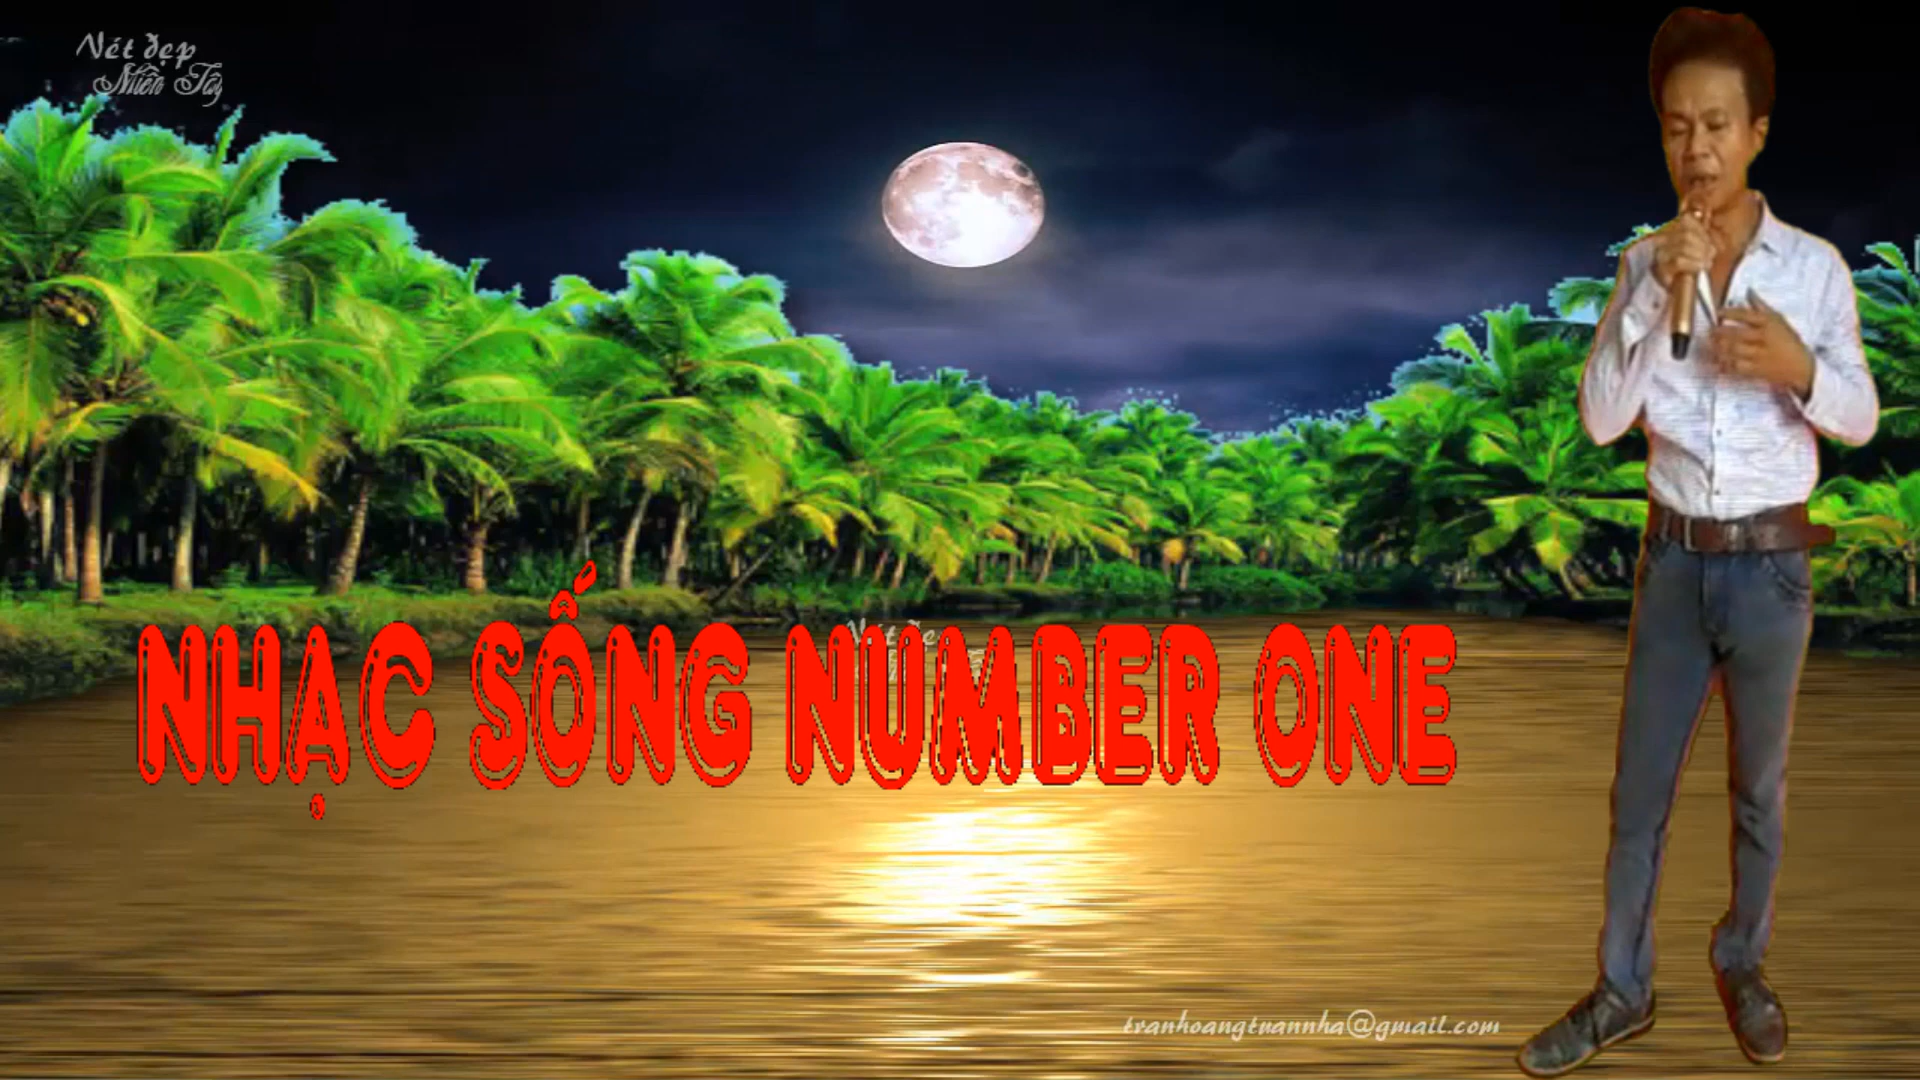 Nét đẹp
Miền Tây
NHẠC SỐNG NUMBER ONE
tranhoangtuannha@gmail.com